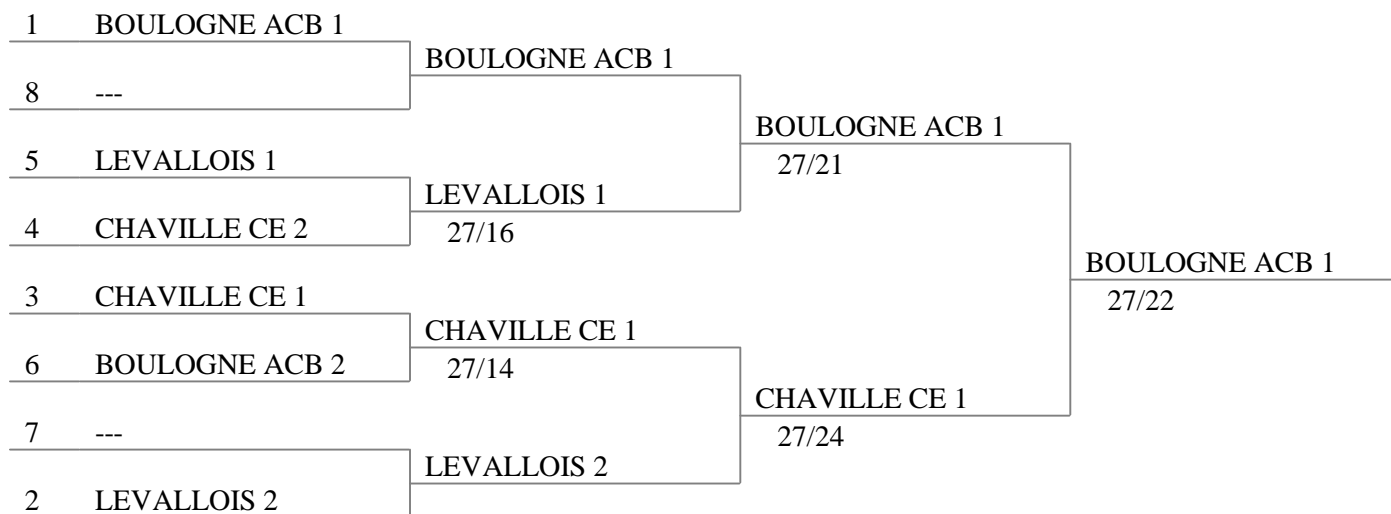 1 BOULOGNE ACB 1
BOULOGNE ACB 1
8 ---
BOULOGNE ACB 1
27/21
5 LEVALLOIS 1
LEVALLOIS 1
27/16
4 CHAVILLE CE 2
BOULOGNE ACB 1
27/22
3 CHAVILLE CE 1
CHAVILLE CE 1
27/14
6 BOULOGNE ACB 2
CHAVILLE CE 1
27/24
7 ---
LEVALLOIS 2
2 LEVALLOIS 2